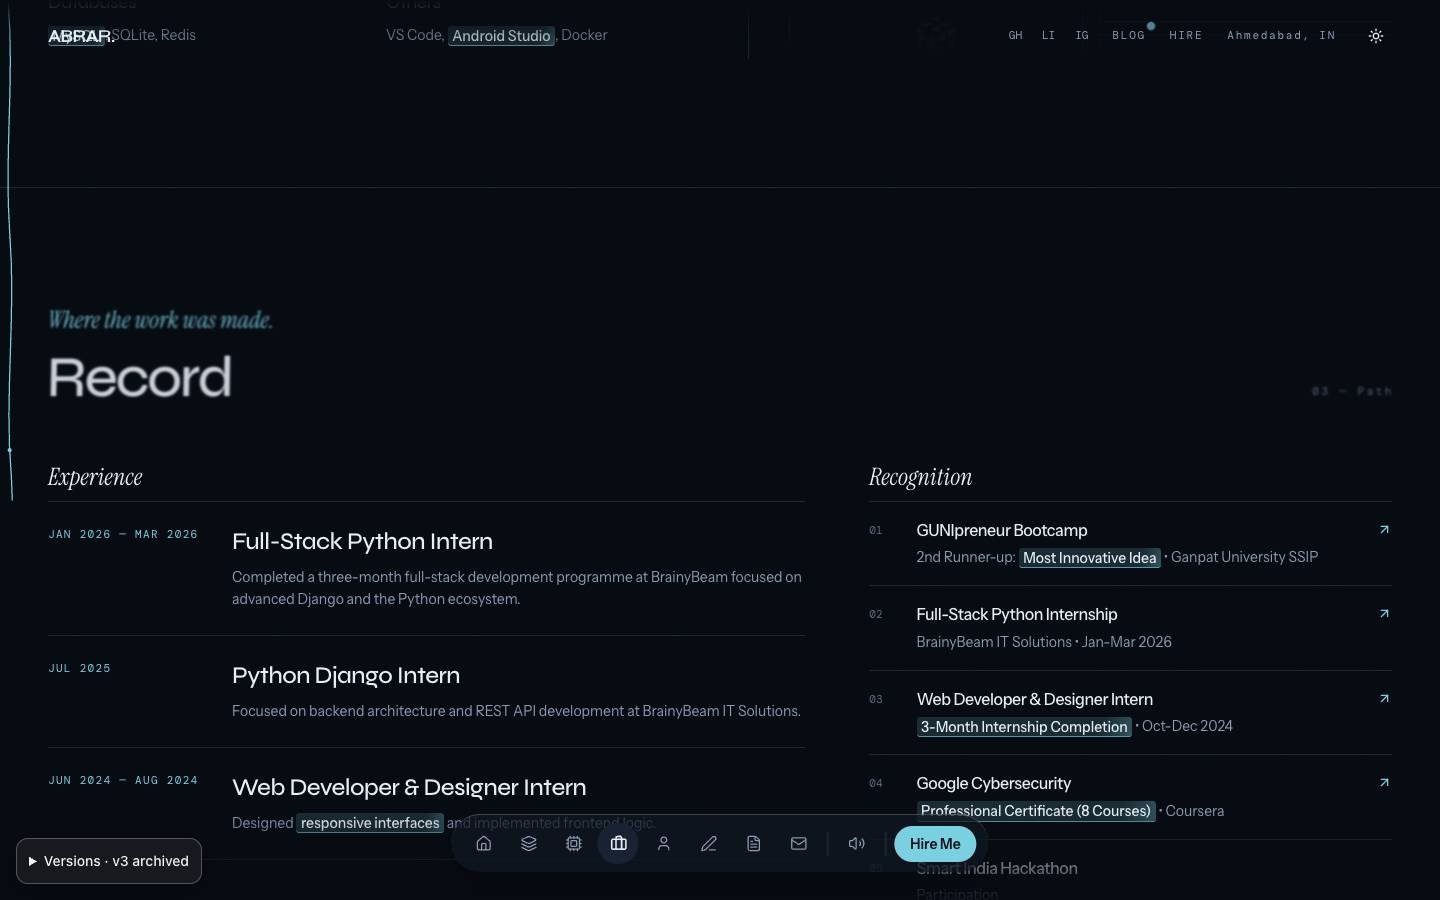 Databases
Others
ABRAR.
SQLite, Redis
VS Code, Android Studio, Docker
GH LI IG BLOG HIRE Ahmedabad, IN
Where the work was made.
Record
03 — Path
Experience
JAN 2026 — MAR 2026
Full-Stack Python Intern
Completed a three-month full-stack development programme at BrainyBeam focused on
advanced Django and the Python ecosystem.
JUL 2025
Python Django Intern
Focused on backend architecture and REST API development at BrainyBeam IT Solutions.
JUN 2024 — AUG 2024
Web Developer & Designer Intern
Designed responsive interfaces and implemented frontend logic.
Recognition
01
GUNIpreneur Bootcamp
2nd Runner-up: Most Innovative Idea • Ganpat University SSIP
02
Full-Stack Python Internship
BrainyBeam IT Solutions • Jan-Mar 2026
03
Web Developer & Designer Intern
3-Month Internship Completion • Oct-Dec 2024
04
Google Cybersecurity
Professional Certificate (8 Courses) • Coursera
05
Smart India Hackathon
Participation
Versions · v3 archived
Hire Me